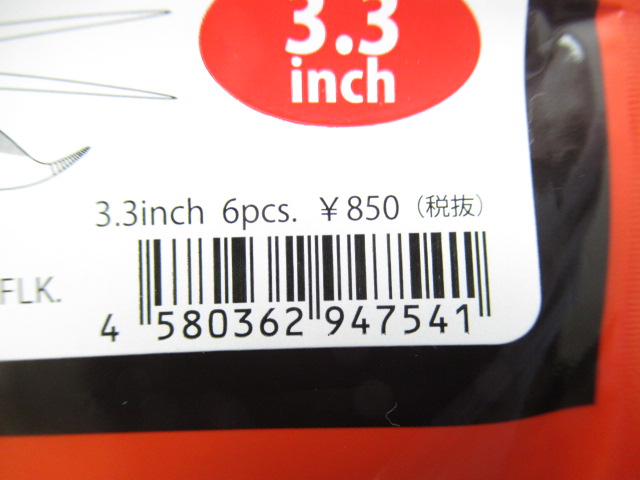 3.3
inch
3.3inch 6pcs. ¥850（税抜）
FLK.
4 580362 947541